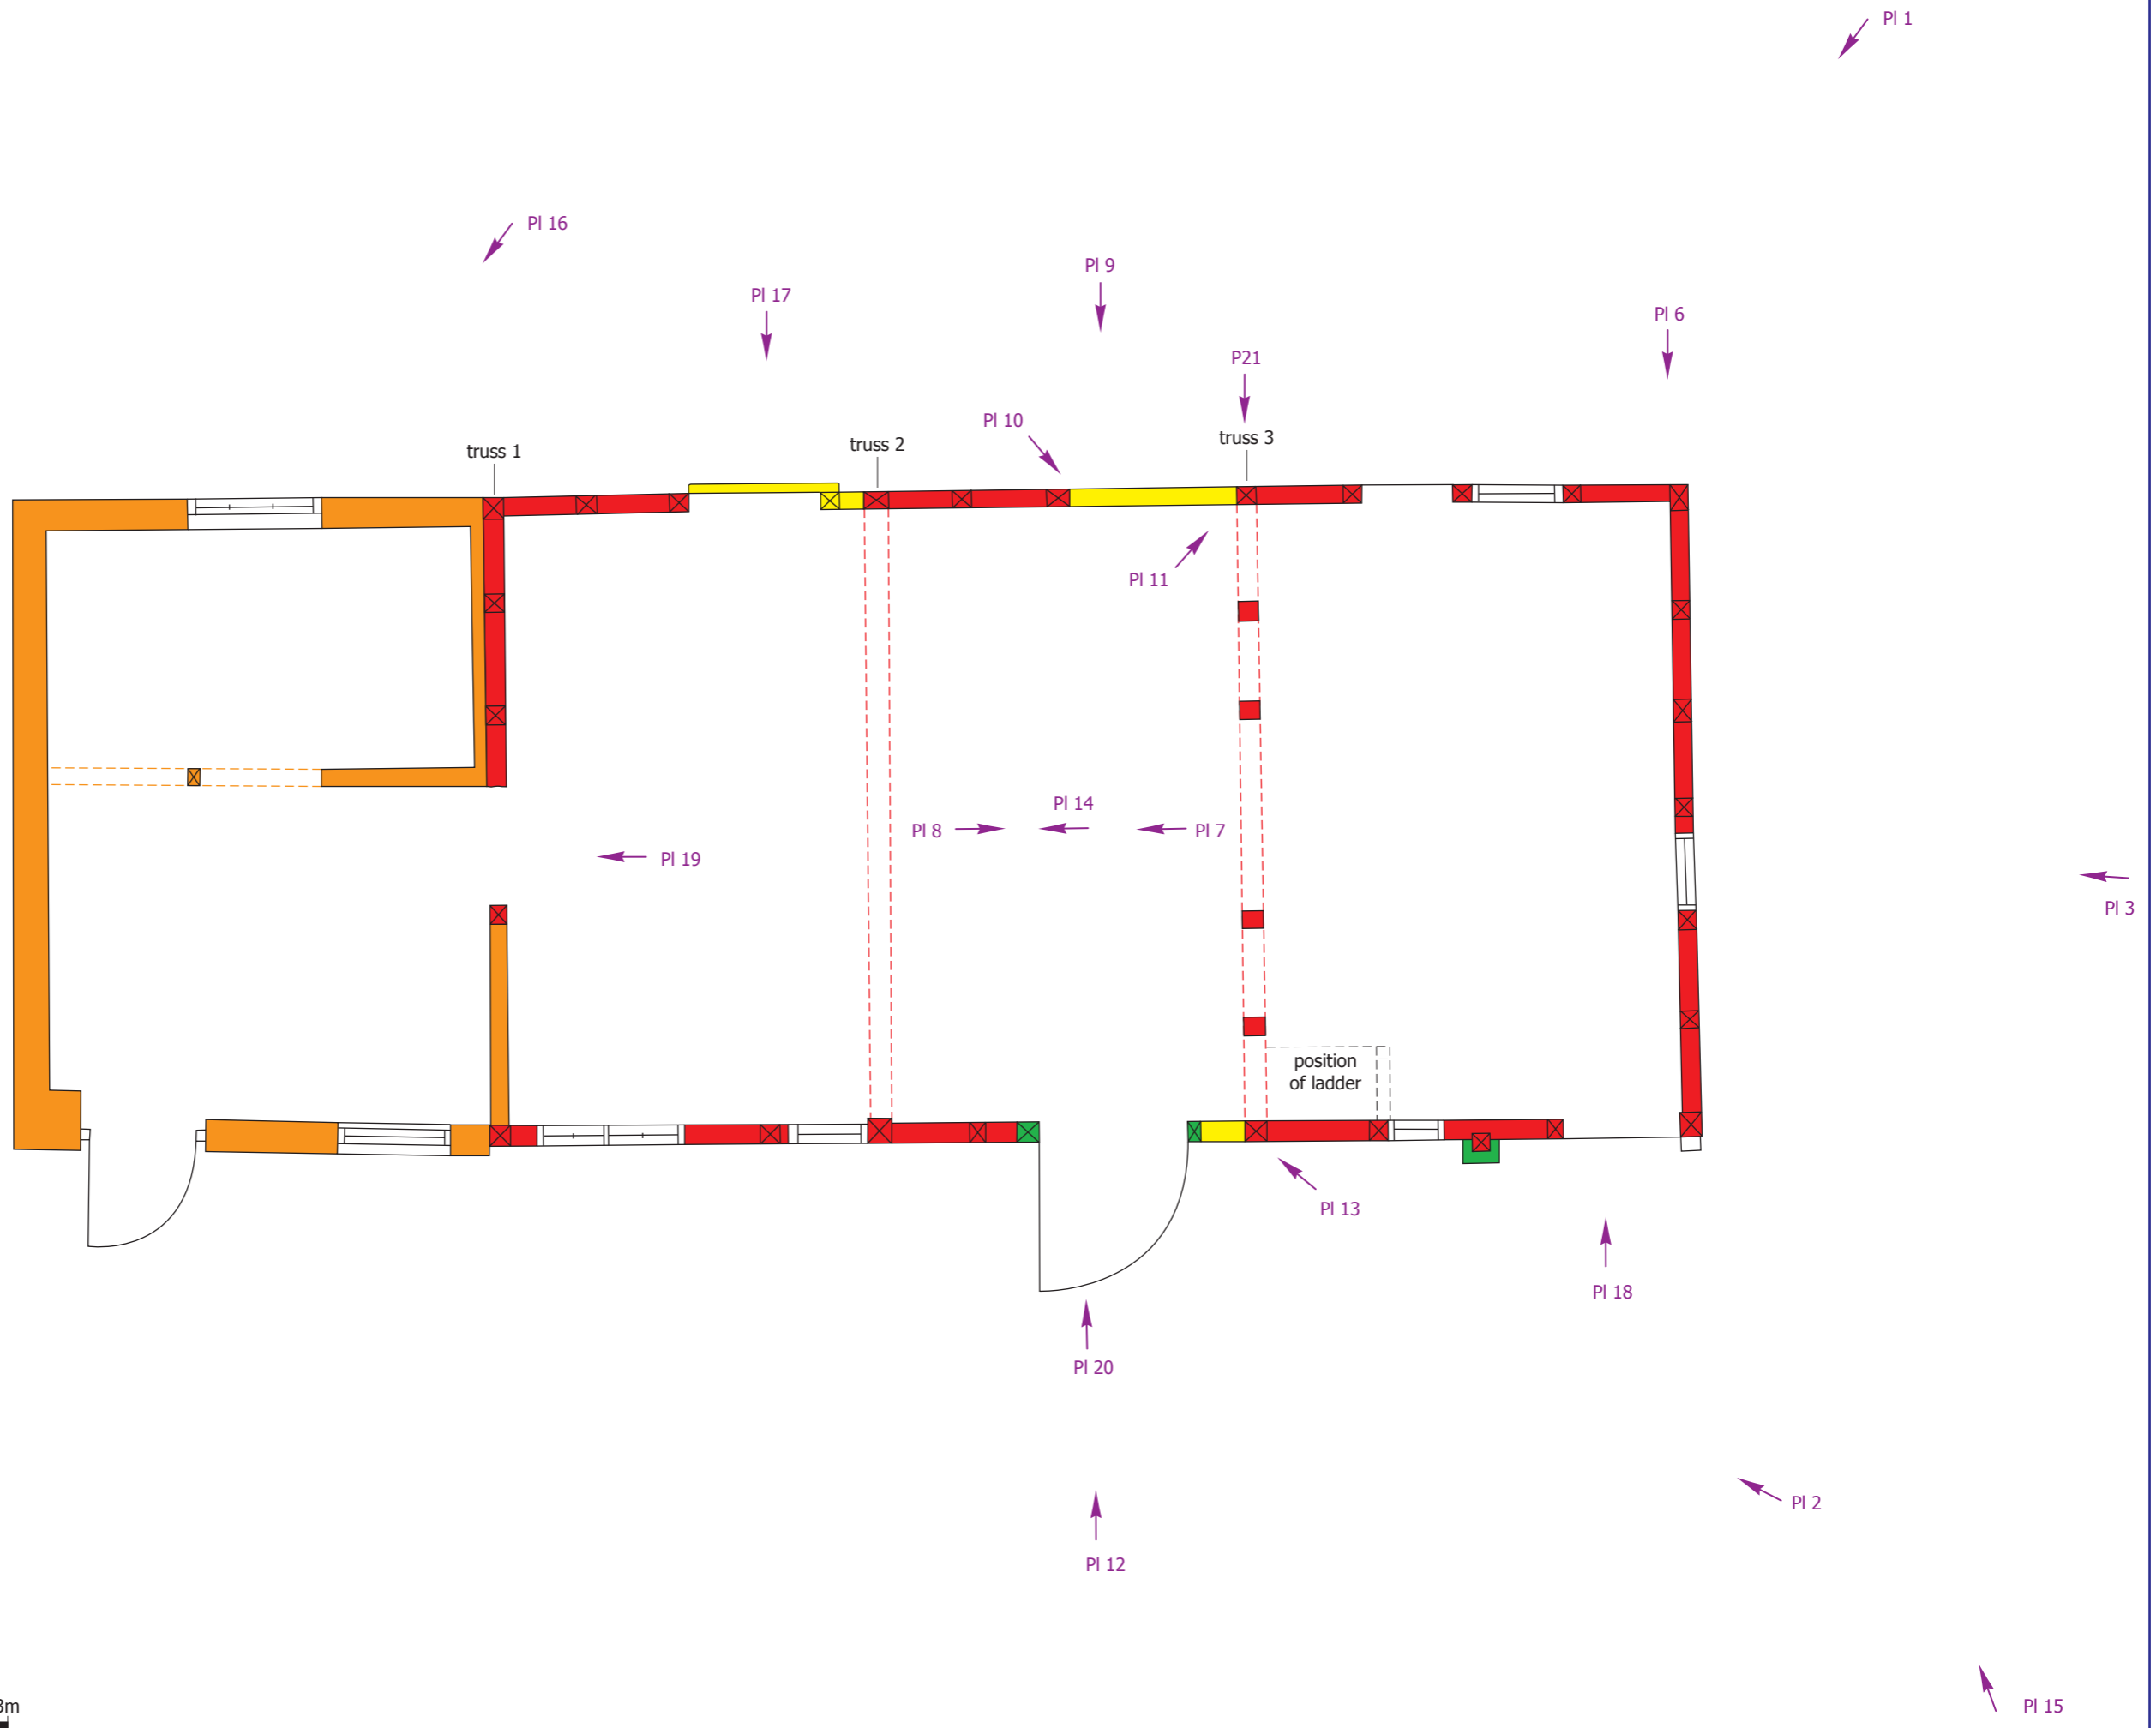 Pl 1
Pl 16
Pl 9
Pl 17
Pl 6
P21
Pl 10
truss 3
truss 2
truss 1
Pl 11
Pl 14
Pl 8
Pl 7
Pl 19
Pl 3
position
of ladder
Pl 13
Pl 18
Pl 20
Pl 2
Pl 12
3m
Pl 15